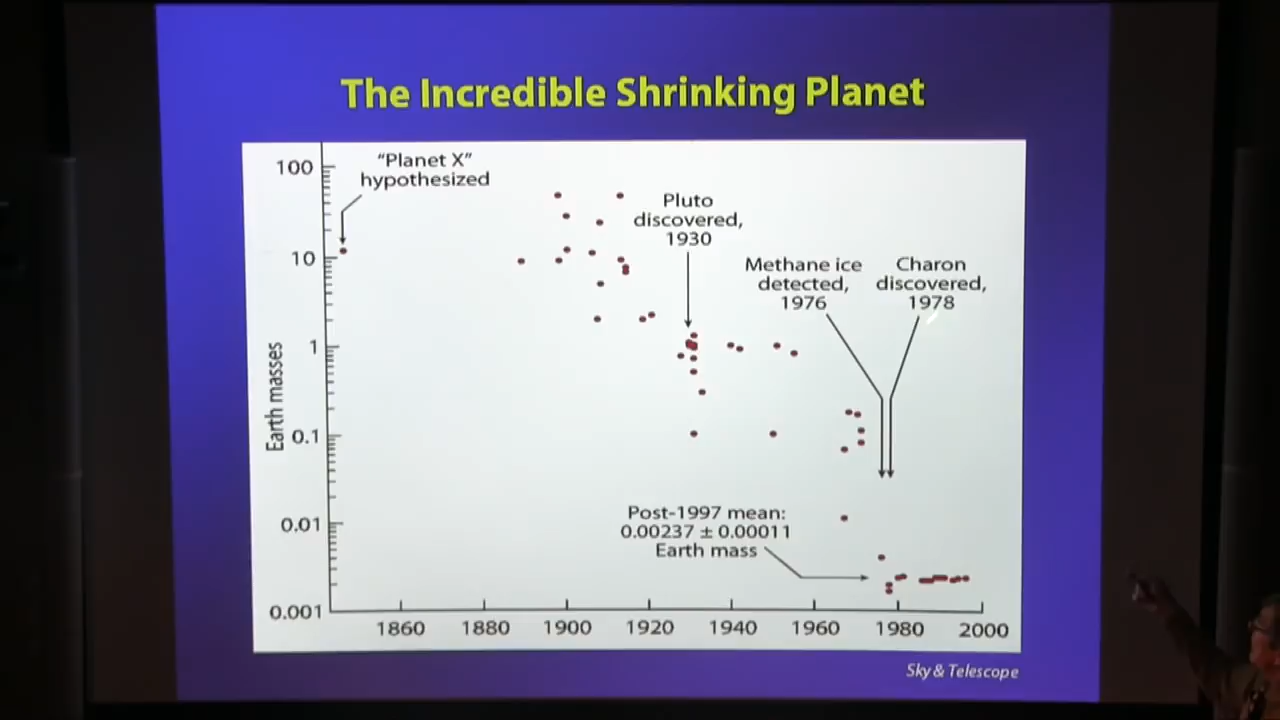 The Incredible Shrinking Planet
"Planet X"
hypothesized
Pluto
discovered,
1930
Methane ice
detected,
1976
Charon
discovered,
1978
Post-1997 mean:
0.00237 ± 0.00011
Earth mass
Earth masses
100
10
1
0.1
0.01
0.001
1860 1880 1900 1920 1940 1960 1980 2000
Sky & Telescope